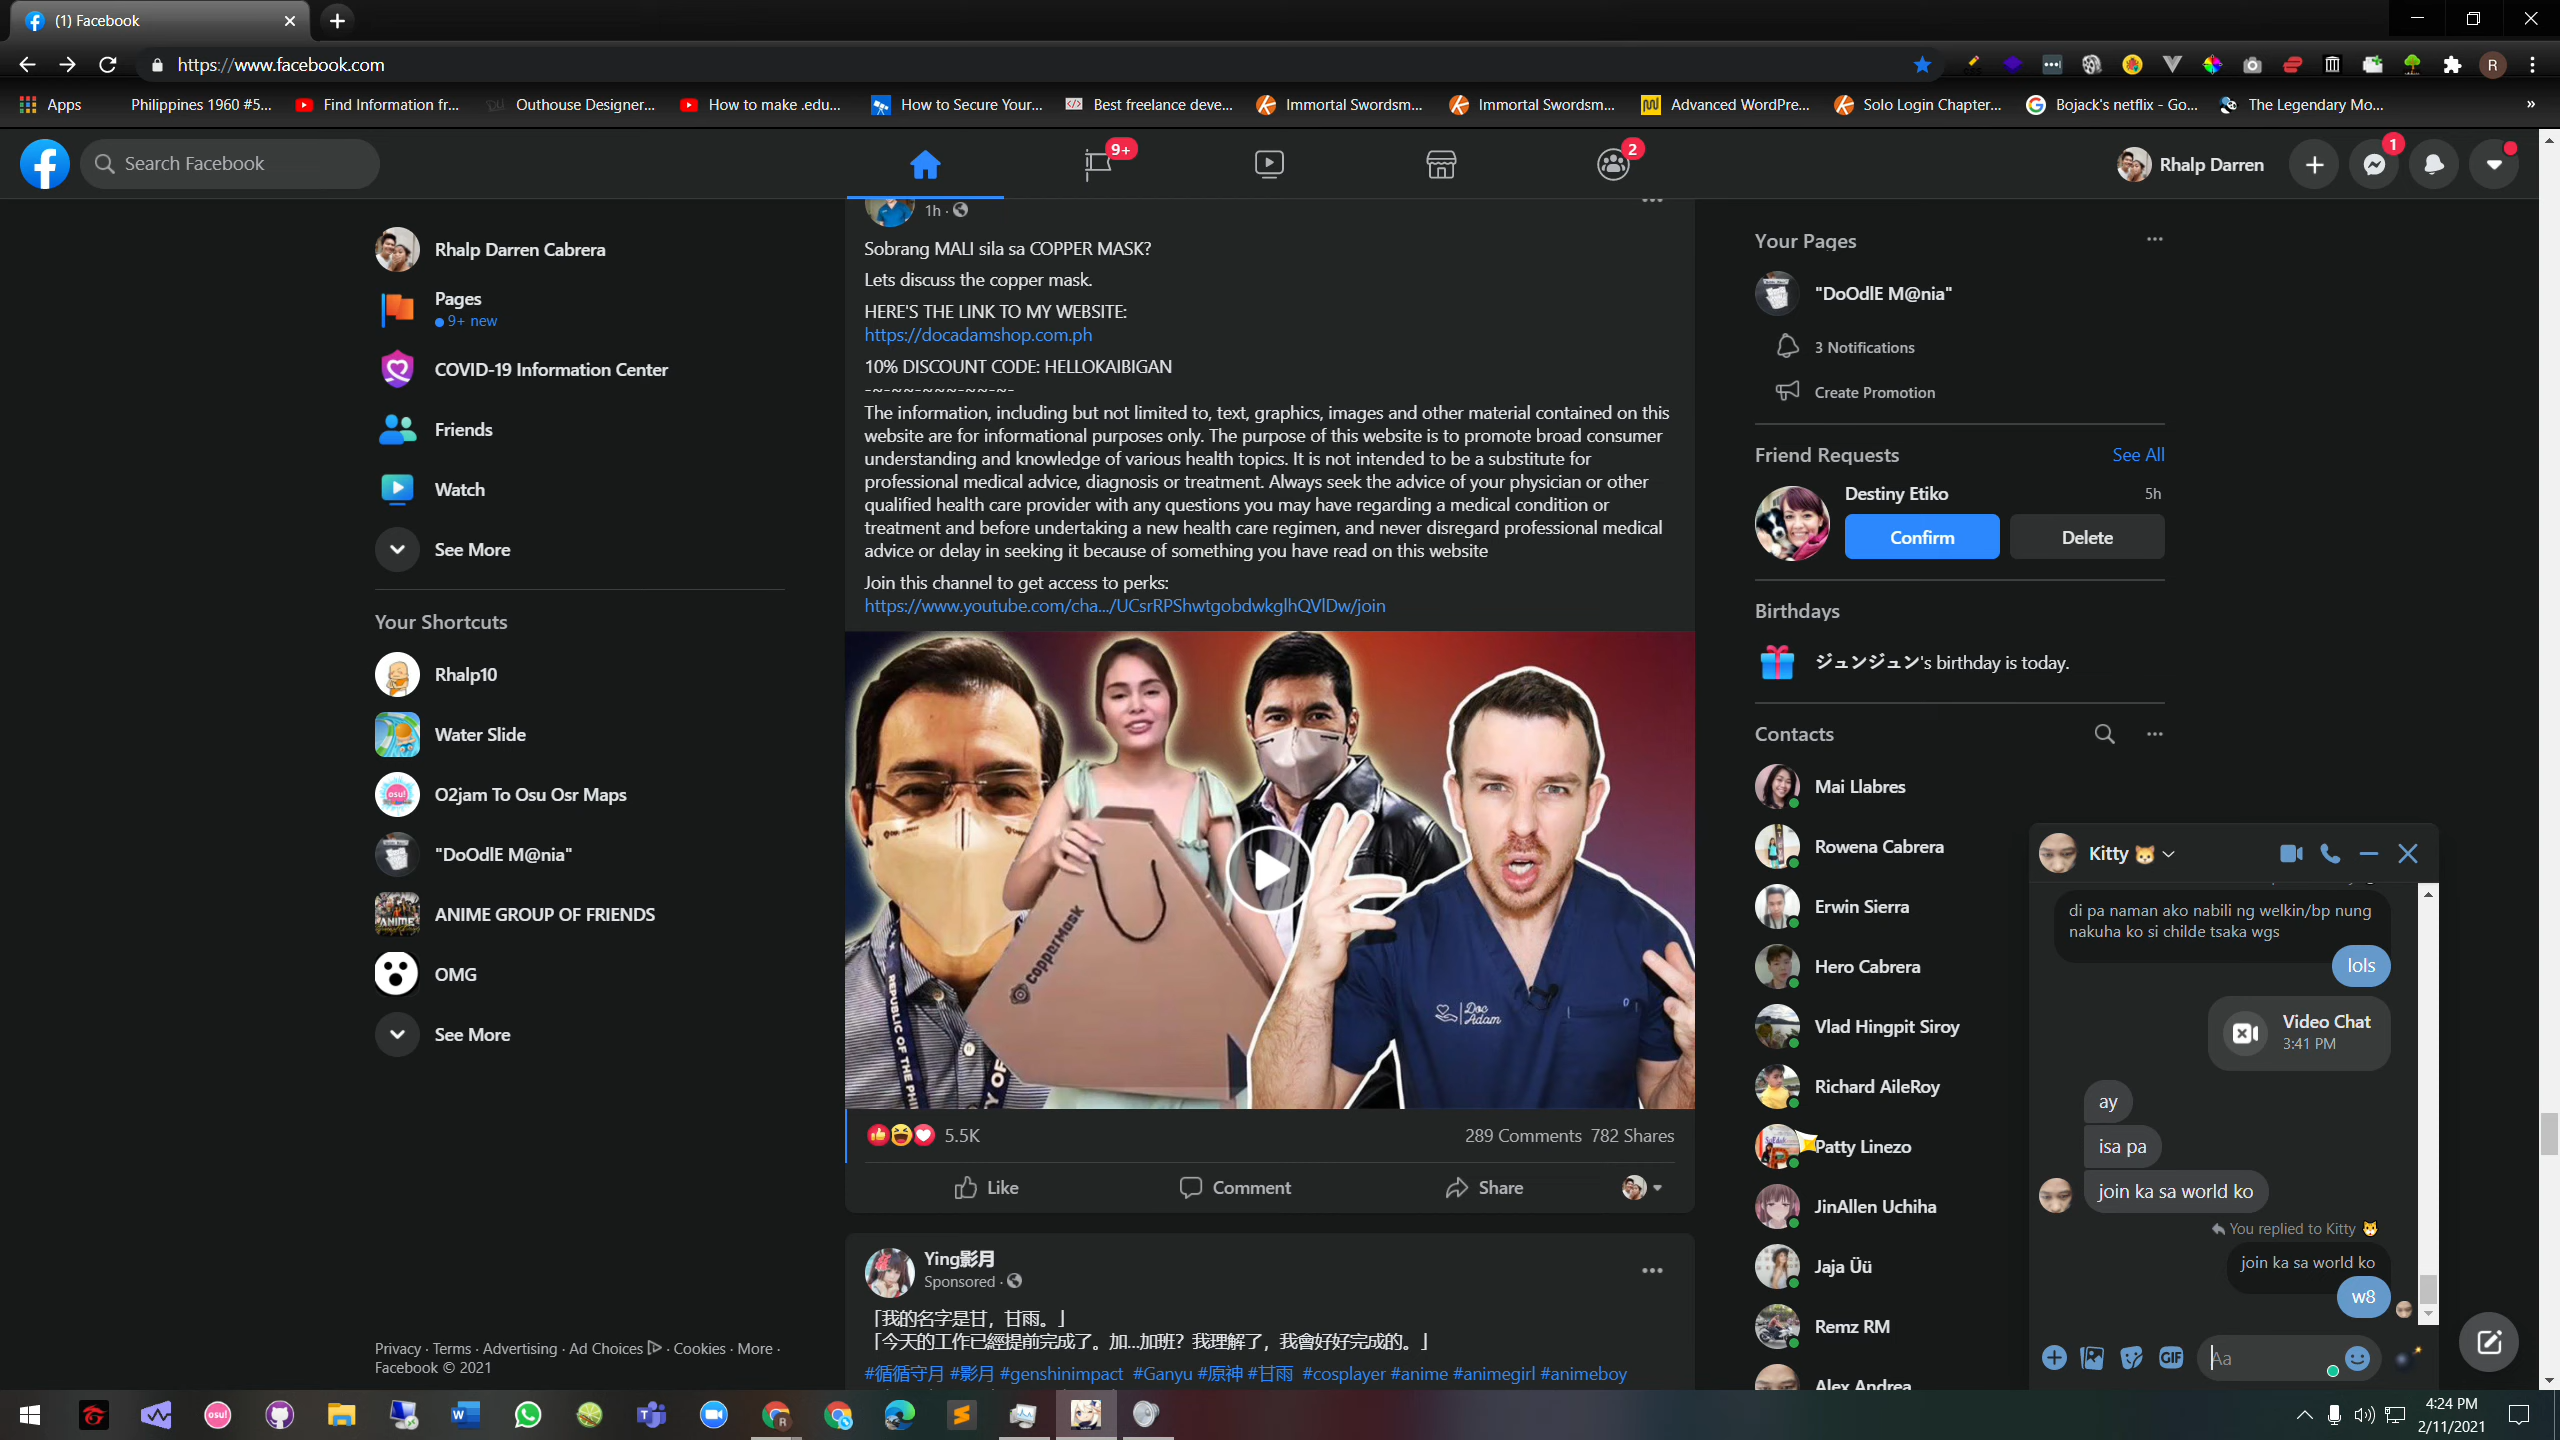 (1) Facebook
https://www.facebook.com
Apps
Philipines 1960 #5...
Find Information fr...
Outhouse Designer...
How to make .edu...
How to Secure Your...
Best freelance deve...
Immortal Swordsm...
Immortal Swordsm...
Advanced WordPre...
Solo Login Chapter...
Bojack's netflix - Go...
The Legendary Mo...
»
Search Facebook
9+
2
Rhalp Darren
1
R
Rhalp Darren Cabrera
Pages
9+ new
COVID-19 Information Center
Friends
Watch
See More
Your Shortcuts
Rhalp10
Water Slide
O2jam To Osu Osr Maps
"DoOdlE M@nia"
ANIME GROUP OF FRIENDS
OMG
See More
Privacy · Terms · Advertising · Ad Choices · Cookies · More ·
Facebook © 2021
1h ·
Sobrang MALI sila sa COPPER MASK?
Lets discuss the copper mask.
HERE'S THE LINK TO MY WEBSITE:
https://docadamshop.com.ph
10% DISCOUNT CODE: HELLOKAIBIGAN
-~-~~-~~~-~~-~-
The information, including but not limited to, text, graphics, images and other material contained on this
website are for informational purposes only. The purpose of this website is to promote broad consumer
understanding and knowledge of various health topics. It is not intended to be a substitute for
professional medical advice, diagnosis or treatment. Always seek the advice of your physician or other
qualified health care provider with any questions you may have regarding a medical condition or
treatment and before undertaking a new health care regimen, and never disregard professional medical
advice or delay in seeking it because of something you have read on this website
Join this channel to get access to perks:
https://www.youtube.com/cha.../UCsrRPShwtgobdwkglhQVlDw/join
CopperMask
REPUBLIC OF THE PHI
TY OF
Doc
Adam
5.5K
289 Comments 782 Shares
Like
Comment
Share
Ying影月
Sponsored ·
「我的名字是甘，甘雨。」
「今天的工作已經提前完成了。加...加班？我理解了，我會好好完成的。」
#循循守月 #影月 #genshinimpact #Ganyu #原神 #甘雨 #cosplayer #anime #animegirl #animeboy
Your Pages
"DoOdlE M@nia"
3 Notifications
Create Promotion
Friend Requests
See All
Destiny Etiko
5h
Confirm
Delete
Birthdays
ジュンジュン's birthday is today.
Contacts
Mai Llabres
Rowena Cabrera
Erwin Sierra
Hero Cabrera
Vlad Hingpit Siroy
Richard AileRoy
Patty Linezo
JinAllen Uchiha
Jaja Üü
Remz RM
Alex Andrea
Kitty
di pa naman ako nabili ng welkin/bp nung
nakuha ko si childe tsaka wgs
lols
Video Chat
3:41 PM
ay
isa pa
join ka sa world ko
You replied to Kitty
join ka sa world ko
w8
GIF
Aa
osu!
4:24 PM
2/11/2021